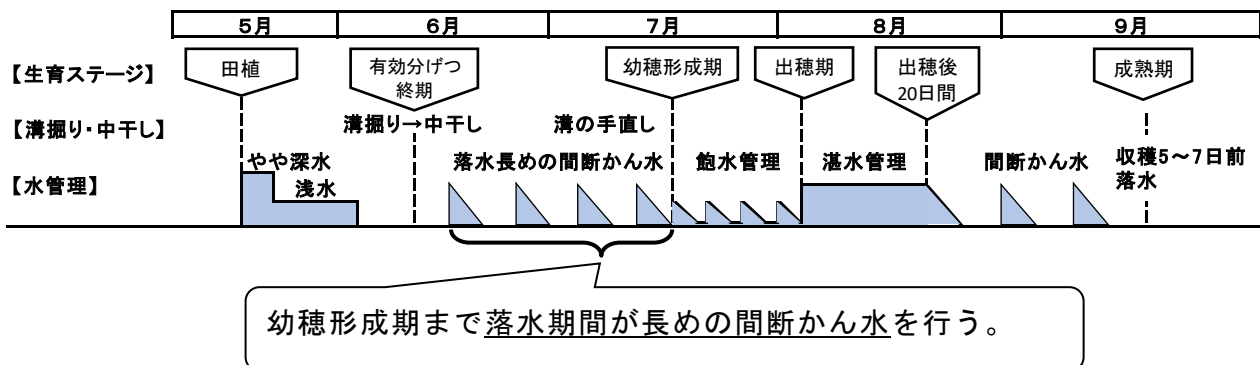 5月 6月 7月 8月 9月
【生育ステージ】
田植
有効分げつ
終期
幼穂形成期
出穂期
出穂後
20日間
成熟期
【溝掘り・中干し】
溝掘り→中干し
溝の手直し
【水管理】
やや深水
浅水
落水長めの間断かん水
飽水管理
湛水管理
間断かん水
収穫5～7日前
落水
幼穂形成期まで落水期間が長めの間断かん水を行う。